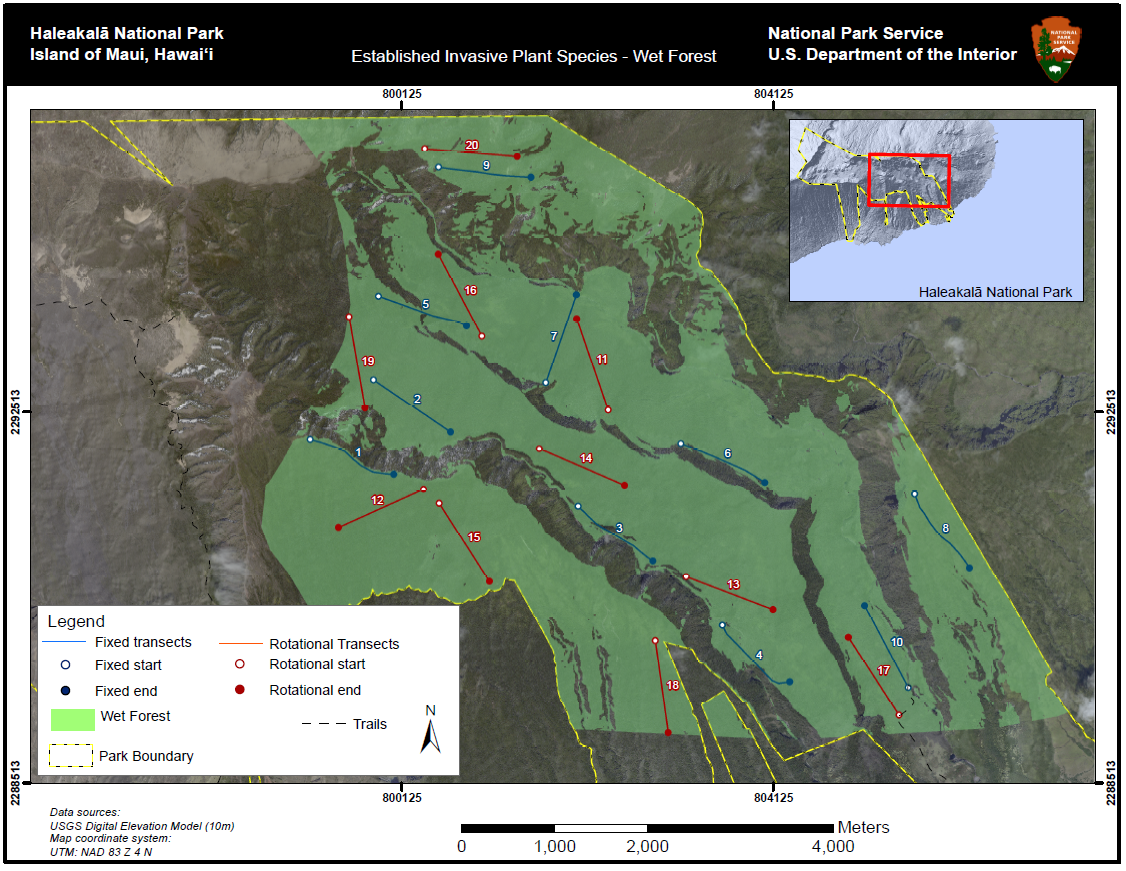 Haleakalā National Park
Island of Maui, Hawaiʻi
Established Invasive Plant Species - Wet Forest
National Park Service
U.S. Department of the Interior
NATIONAL
PARK
SERVICE
800125
804125
20
9
Haleakalā National Park
16
5
7
11
19
2
2292513
2292513
1
14
6
12
15
3
8
13
10
4
17
18
Legend
Fixed transects
Rotational Transects
Fixed start
Rotational start
Fixed end
Rotational end
Wet Forest
Trails
N
Park Boundary
2288513
2288513
800125
804125
Data sources:
USGS Digital Elevation Model (10m)
Map coordinate system:
UTM: NAD 83 Z 4 N
Meters
0
1,000
2,000
4,000